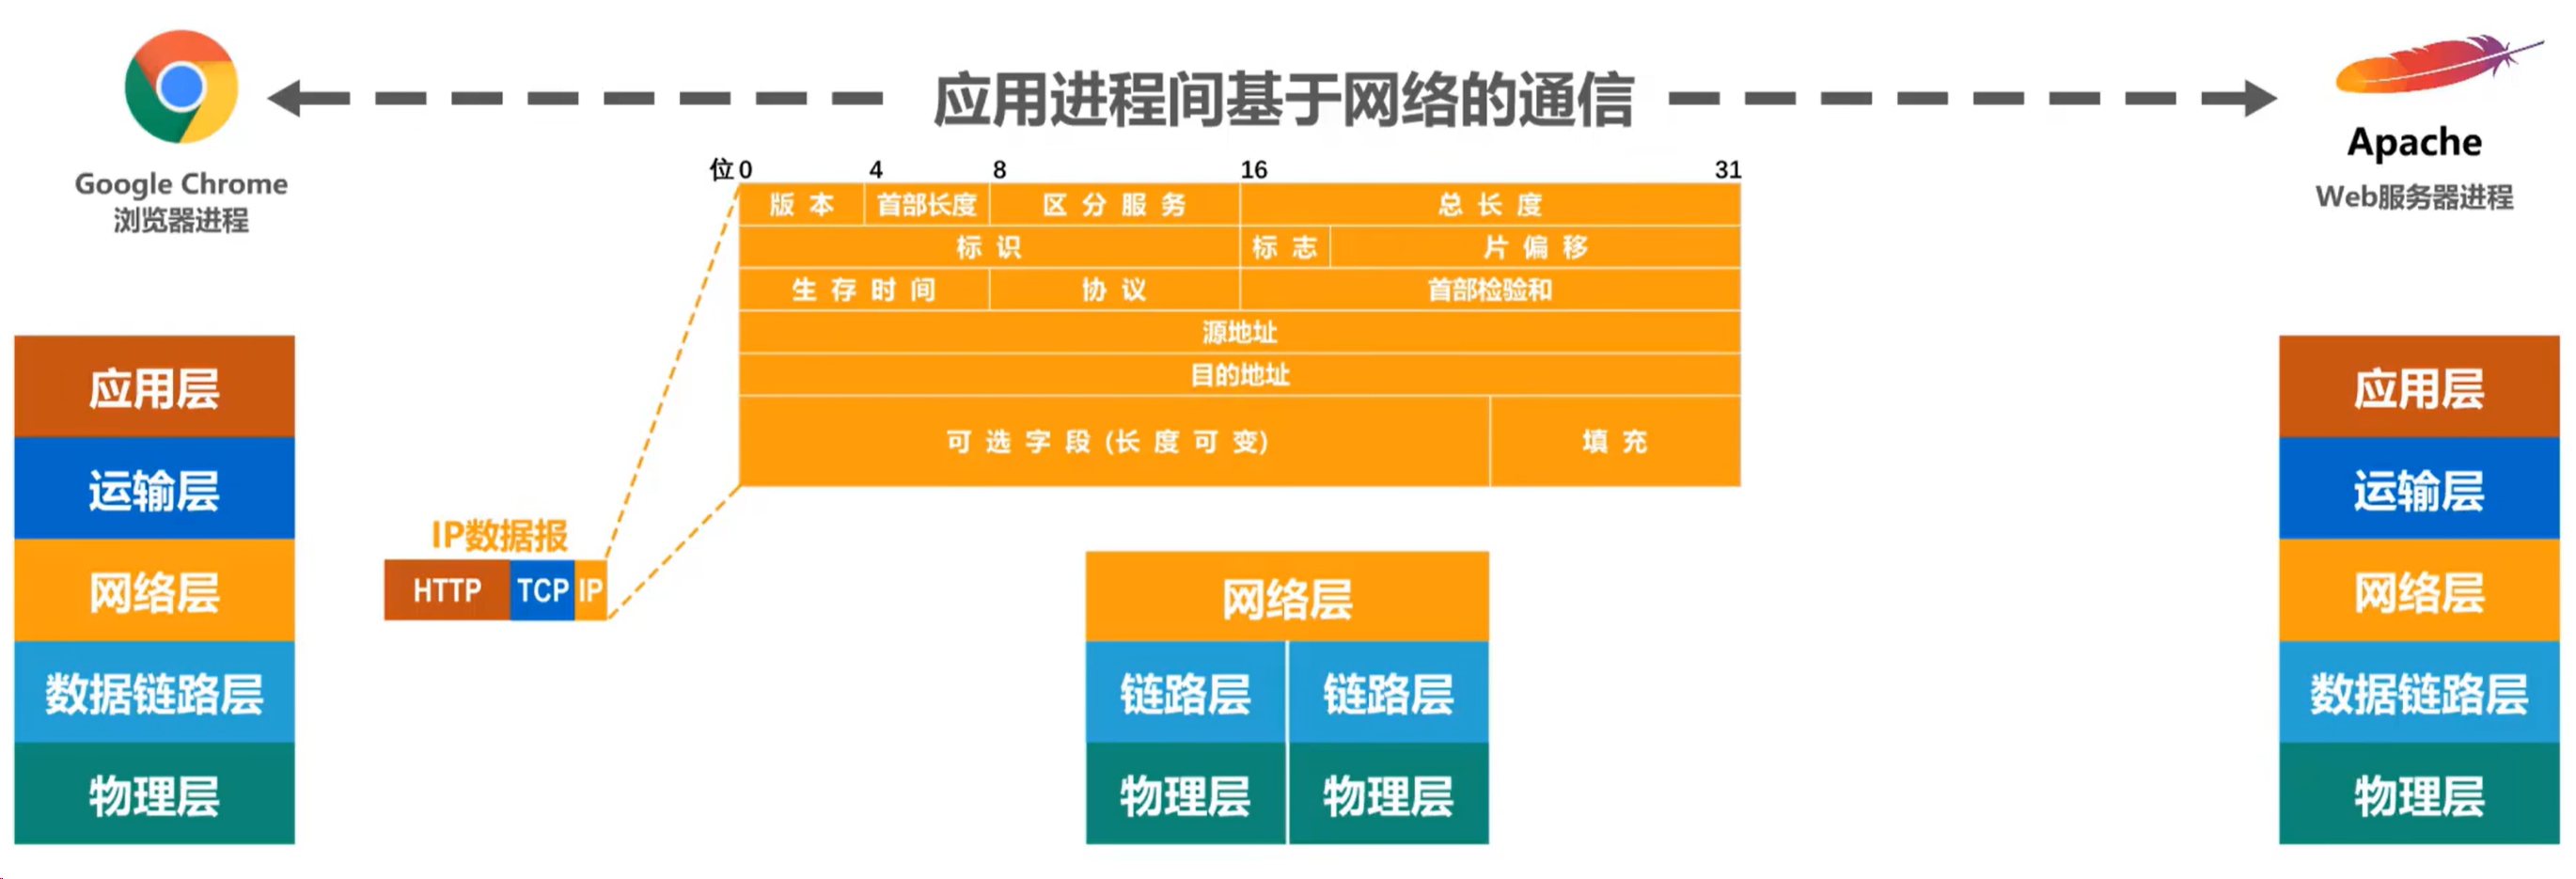 应用进程间基于网络的通信
Google Chrome
浏览器进程
Apache
Web服务器进程
位 0 4 8 16 31
版 本 首部长度 区 分 服 务 总 长 度
标 识 标 志 片 偏 移
生 存 时 间 协 议 首部检验和
源地址
目的地址
可 选 字 段 (长 度 可 变) 填 充
应用层
运输层
网络层
数据链路层
物理层
IP数据报
HTTP TCP IP
网络层
链路层 链路层
物理层 物理层
应用层
运输层
网络层
数据链路层
物理层